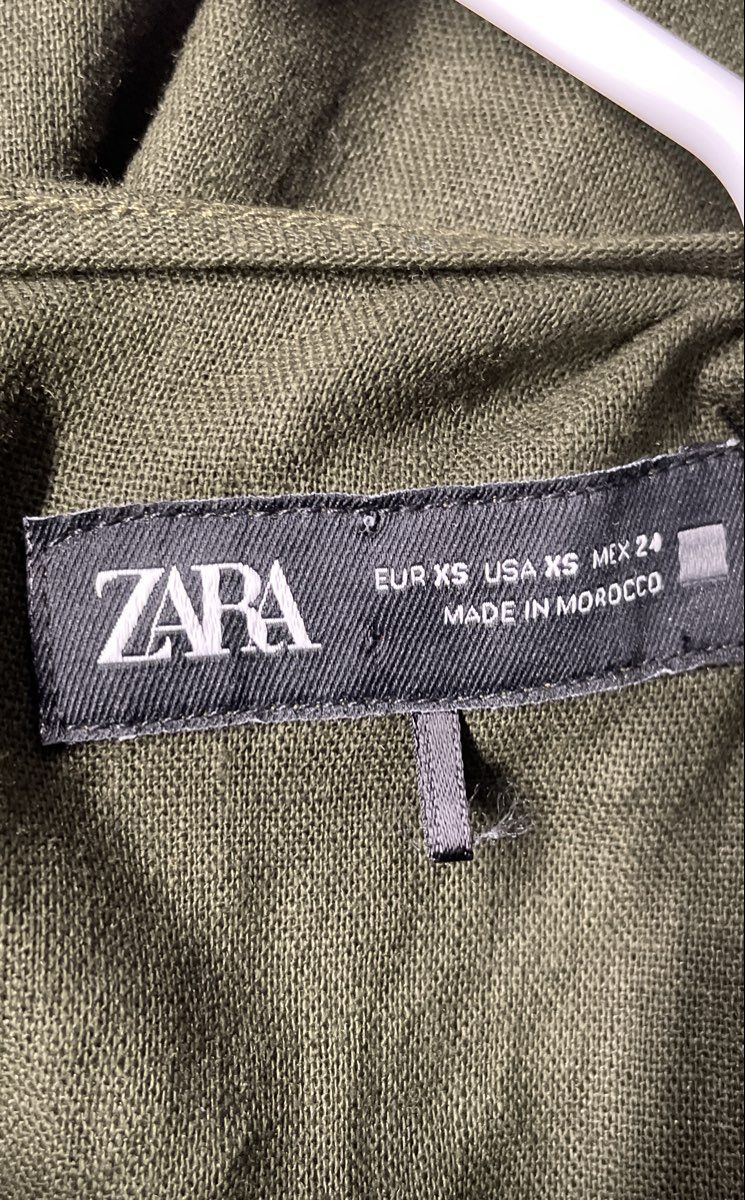 ZARA
EUR XS USA XS MEX 24
MADE IN MOROCCO